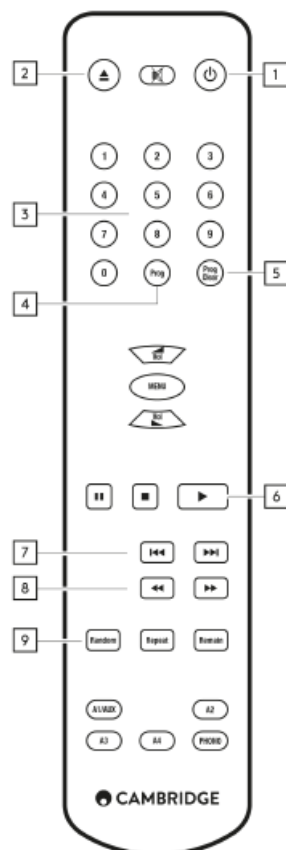 2
1
1 2 3
4 5 6
3
7 8 9
0 Prog Prog Clear
5
4
Vol
MENU
Vol
6
7
8
9
Random Repeat Remain
A1/AUX A2
A3 A4 PHONO
CAMBRIDGE